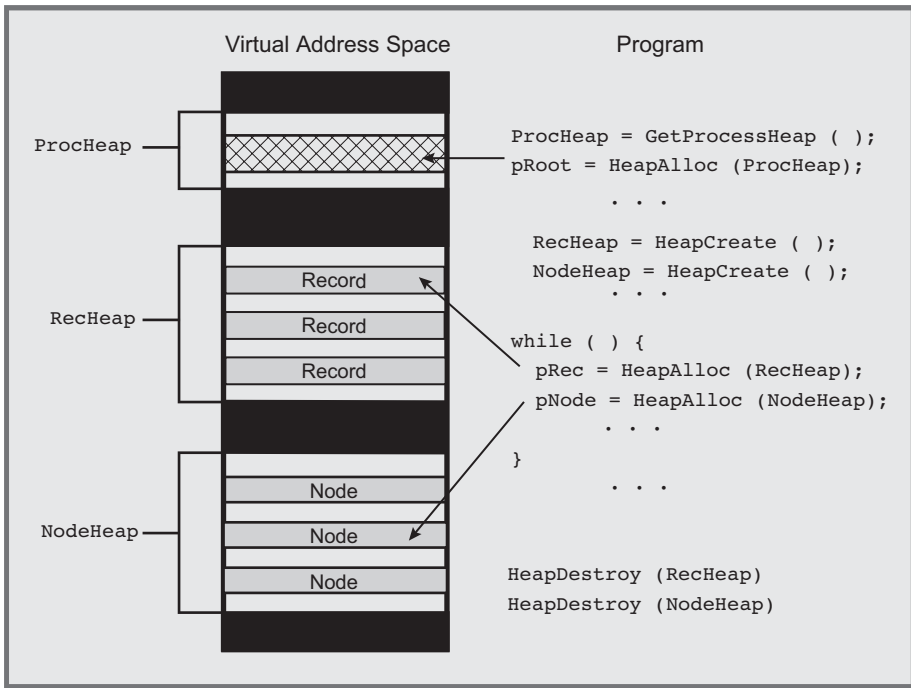 Virtual Address Space
Program
ProcHeap
ProcHeap = GetProcessHeap ( );
pRoot = HeapAlloc (ProcHeap);
. . .
RecHeap = HeapCreate ( );
NodeHeap = HeapCreate ( );
. . .
RecHeap
Record
Record
Record
while ( ) {
pRec = HeapAlloc (RecHeap);
pNode = HeapAlloc (NodeHeap);
. . .
}
. . .
NodeHeap
Node
Node
Node
HeapDestroy (RecHeap)
HeapDestroy (NodeHeap)